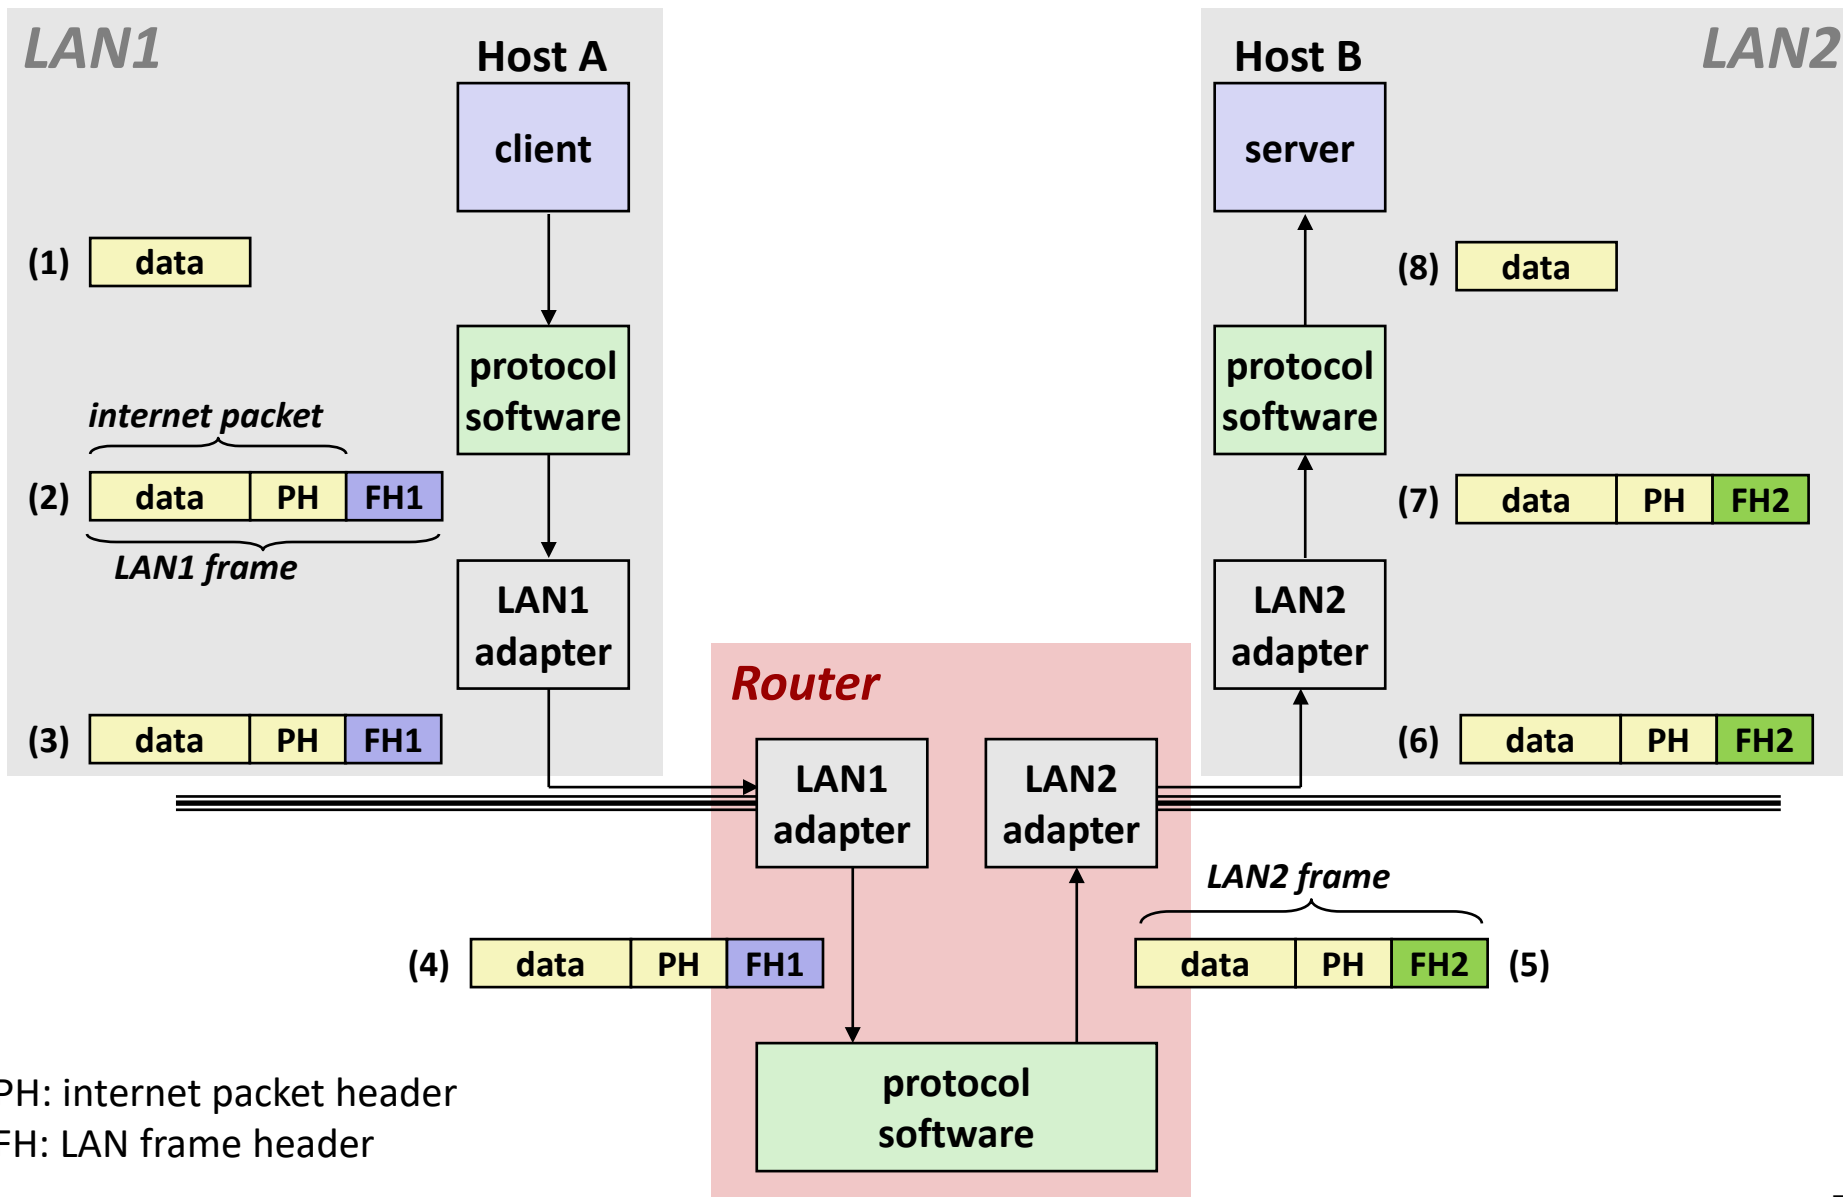 LAN1
Host A
Host B
LAN2
client
server
(1) data
(8) data
protocol
software
protocol
software
internet packet
(2) data PH FH1
(7) data PH FH2
LAN1 frame
LAN1
adapter
LAN2
adapter
Router
(3) data PH FH1
(6) data PH FH2
LAN1
adapter
LAN2
adapter
LAN2 frame
(4) data PH FH1
data PH FH2 (5)
protocol
software
PH: internet packet header
FH: LAN frame header